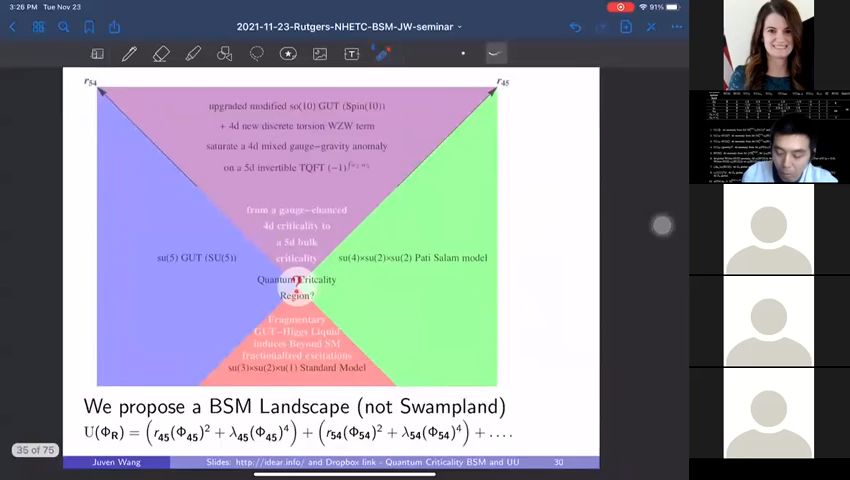 3:26 PM Tue Nov 23
91%
2021-11-23-Rutgers-NHETC-BSM-JW-seminar
r54
r45
upgraded modified so(10) GUT (Spin(10))
+ 4d new discrete torsion WZW term
saturate a 4d mixed gauge-gravity anomaly
on a 5d invertible TQFT (-1)^{∫w₂ w₃}
from a gauge-enhanced
4d criticality to
a 5d bulk
criticality
su(5) GUT (SU(5))
su(4)×su(2)×su(2) Pati Salam model
Quantum Critcality
?
Region?
Fragmentary
GUT-Higgs Liquid
induces Beyond SM
fractionalized excitations
su(3)×su(2)×u(1) Standard Model
We propose a BSM Landscape (not Swampland)
U(Φ_R) = (r₄₅(Φ₄₅)² + λ₄₅(Φ₄₅)⁴) + (r₅₄(Φ₅₄)² + λ₅₄(Φ₅₄)⁴) + ....
35 of 75
Juven Wang
Slides: http://idear.info/ and Dropbox link - Quantum Criticality BSM and UU
30